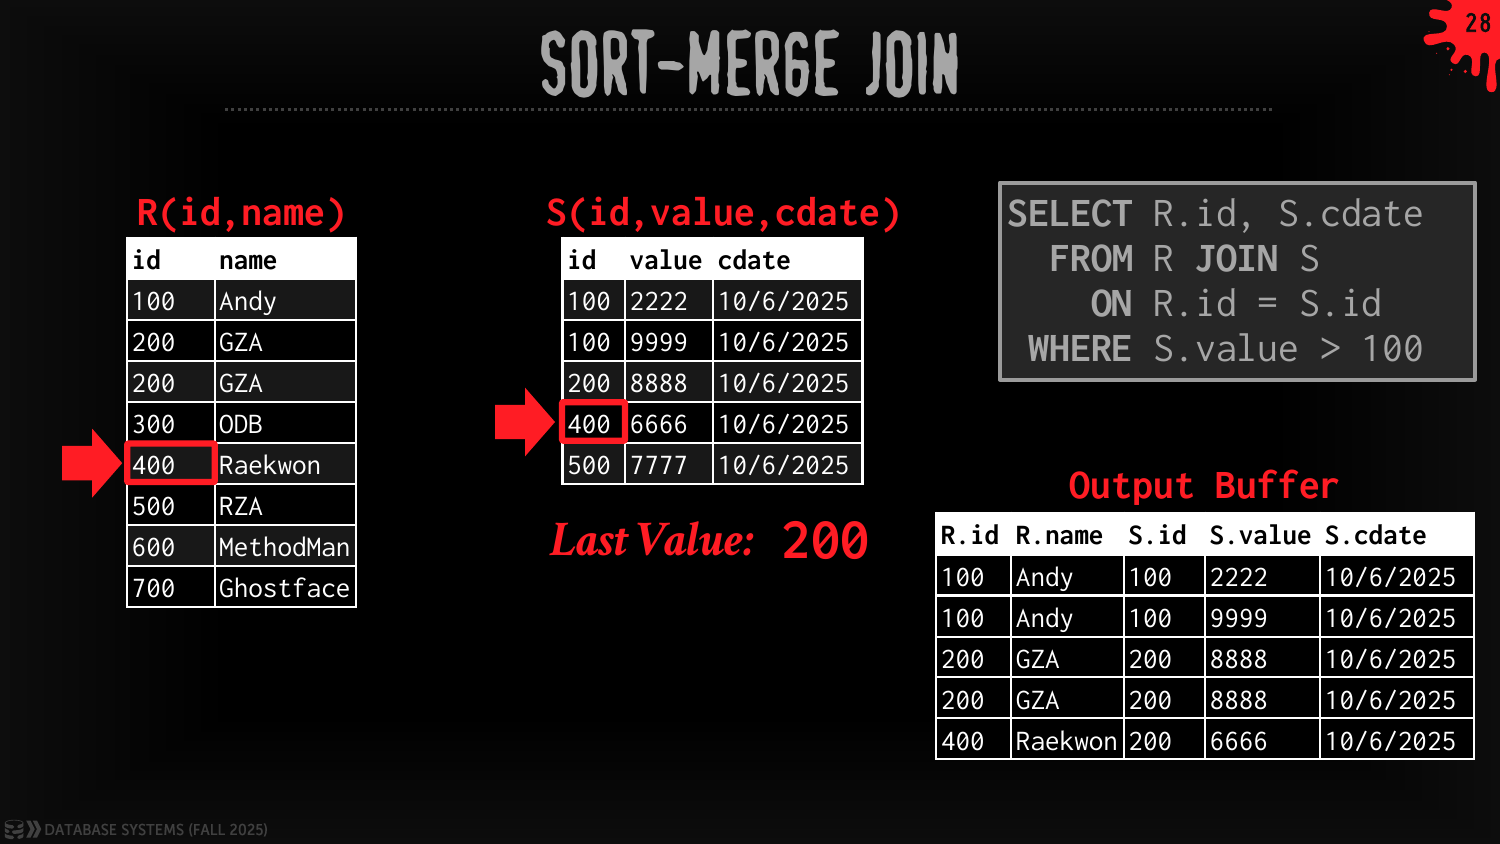 SORT-MERGE JOIN
28
R(id,name)
id name
100 Andy
200 GZA
200 GZA
300 ODB
400 Raekwon
500 RZA
600 MethodMan
700 Ghostface
S(id,value,cdate)
id value cdate
100 2222 10/6/2025
100 9999 10/6/2025
200 8888 10/6/2025
400 6666 10/6/2025
500 7777 10/6/2025
Last Value: 200
SELECT R.id, S.cdate
FROM R JOIN S
ON R.id = S.id
WHERE S.value > 100
Output Buffer
R.id R.name S.id S.value S.cdate
100 Andy 100 2222 10/6/2025
100 Andy 100 9999 10/6/2025
200 GZA 200 8888 10/6/2025
200 GZA 200 8888 10/6/2025
400 Raekwon 200 6666 10/6/2025
DATABASE SYSTEMS (FALL 2025)